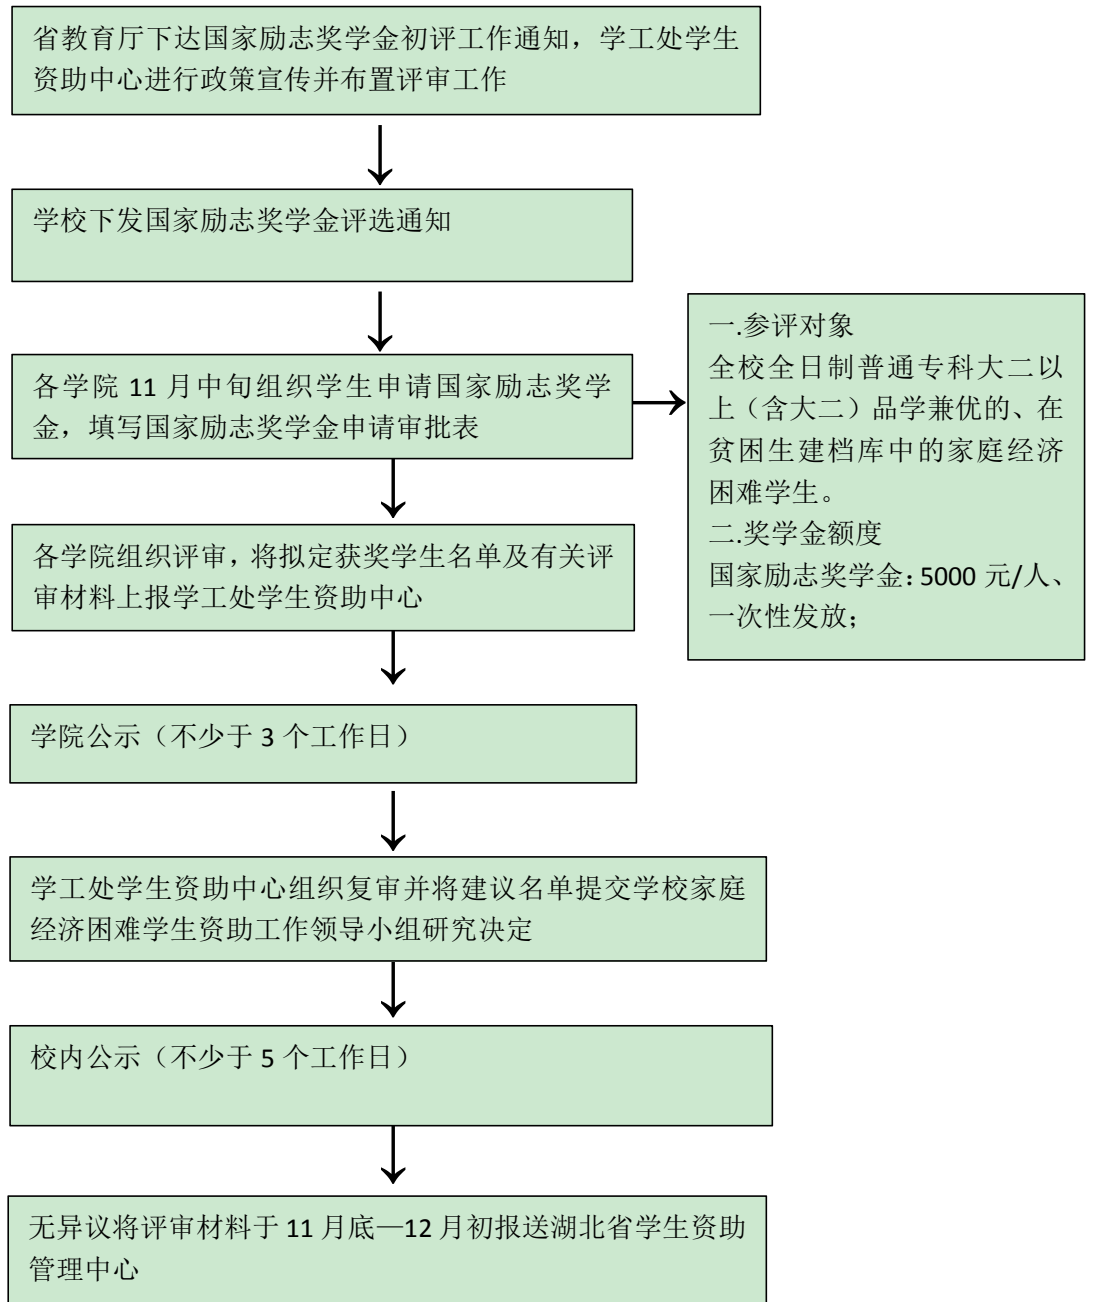 省教育厅下达国家励志奖学金初评工作通知，学工处学生
资助中心进行政策宣传并布置评审工作
学校下发国家励志奖学金评选通知
各学院 11 月中旬组织学生申请国家励志奖学
金，填写国家励志奖学金申请审批表
一.参评对象
全校全日制普通专科大二以
上（含大二）品学兼优的、在
贫困生建档库中的家庭经济
困难学生。
二.奖学金额度
国家励志奖学金：5000 元/人、
一次性发放；
各学院组织评审，将拟定获奖学生名单及有关评
审材料上报学工处学生资助中心
学院公示（不少于 3 个工作日）
学工处学生资助中心组织复审并将建议名单提交学校家庭
经济困难学生资助工作领导小组研究决定
校内公示（不少于 5 个工作日）
无异议将评审材料于 11 月底—12 月初报送湖北省学生资助
管理中心